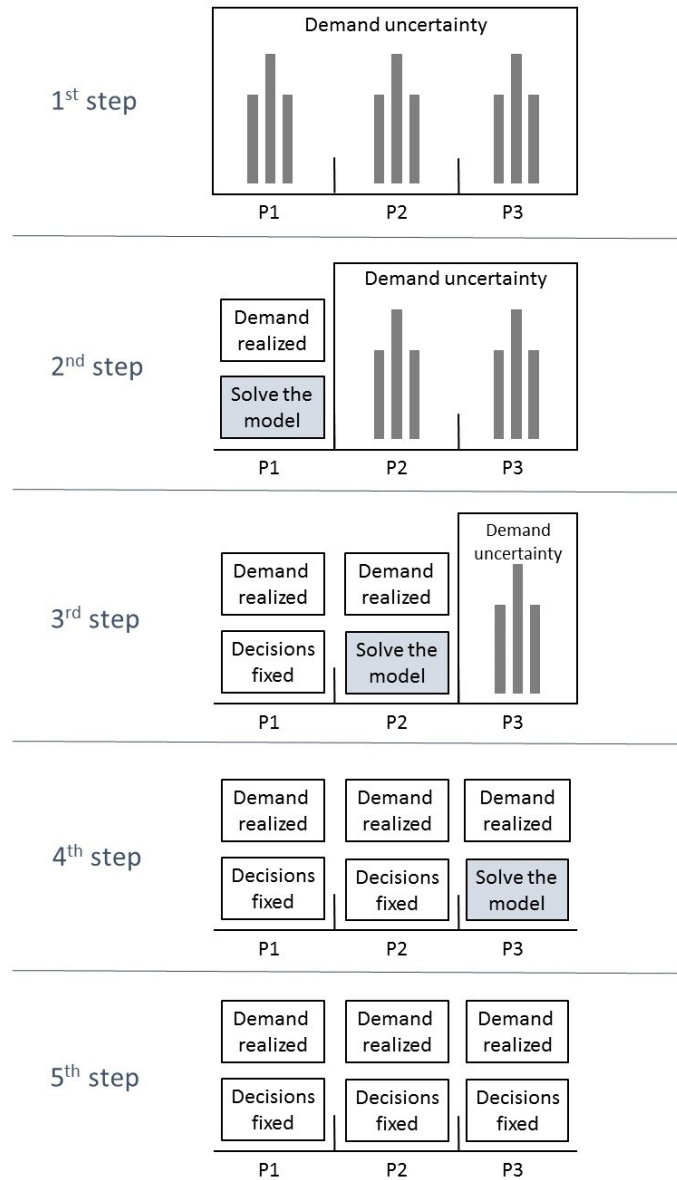 Demand uncertainty
1st step
P1 P2 P3
Demand uncertainty
Demand
realized
2nd step
Solve the
model
P1 P2 P3
Demand
uncertainty
Demand Demand
realized realized
3rd step
Decisions Solve the
fixed model
P1 P2 P3
Demand Demand Demand
realized realized realized
4th step
Decisions Decisions Solve the
fixed fixed model
P1 P2 P3
Demand Demand Demand
realized realized realized
5th step
Decisions Decisions Decisions
fixed fixed fixed
P1 P2 P3